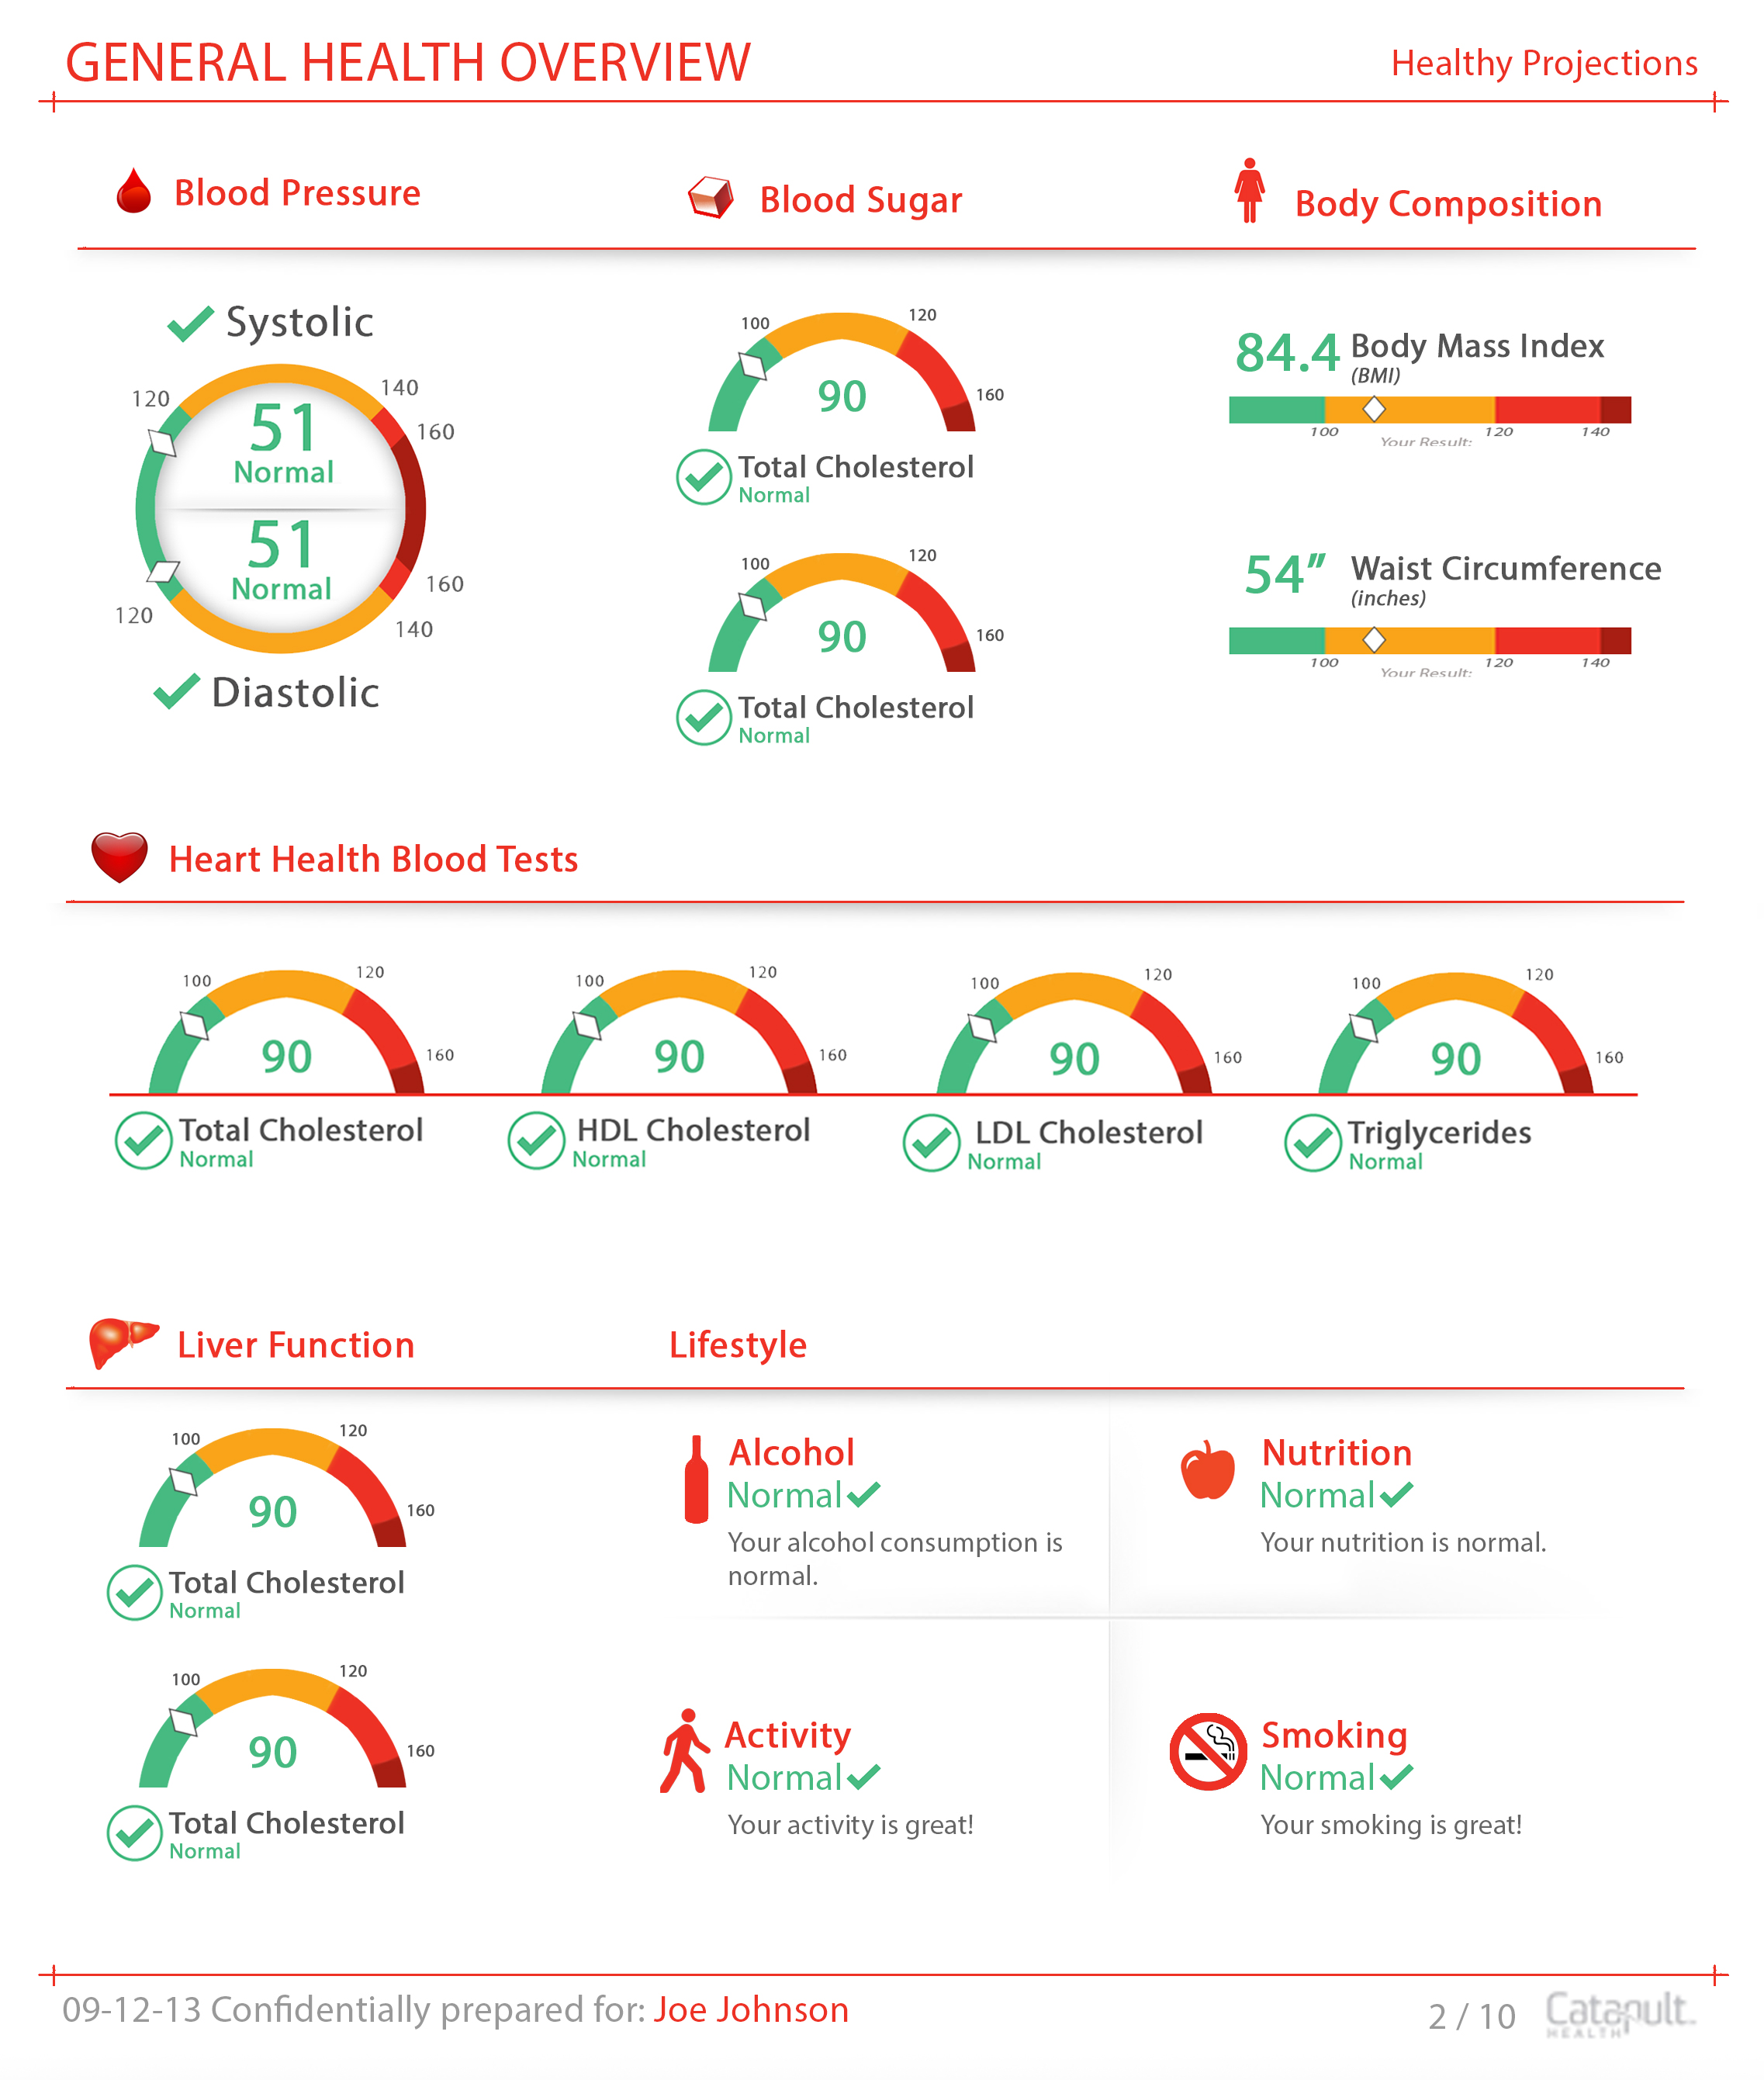 GENERAL HEALTH OVERVIEW
Healthy Projections
Blood Pressure
Blood Sugar
Body Composition
Systolic
120
140
160
51
Normal
51
Normal
120
160
140
Diastolic
100
120
160
90
Total Cholesterol
Normal
100
120
160
90
Total Cholesterol
Normal
84.4 Body Mass Index
(BMI)
100
120
140
Your Result:
54” Waist Circumference
(inches)
100
120
140
Your Result:
Heart Health Blood Tests
100
120
160
90
Total Cholesterol
Normal
100
120
160
90
HDL Cholesterol
Normal
100
120
160
90
LDL Cholesterol
Normal
100
120
160
90
Triglycerides
Normal
Liver Function
100
120
160
90
Total Cholesterol
Normal
100
120
160
90
Total Cholesterol
Normal
Lifestyle
Alcohol
Normal
Your alcohol consumption is
normal.
Nutrition
Normal
Your nutrition is normal.
Activity
Normal
Your activity is great!
Smoking
Normal
Your smoking is great!
09-12-13 Confidentially prepared for: Joe Johnson
2 / 10
Catapult
HEALTH